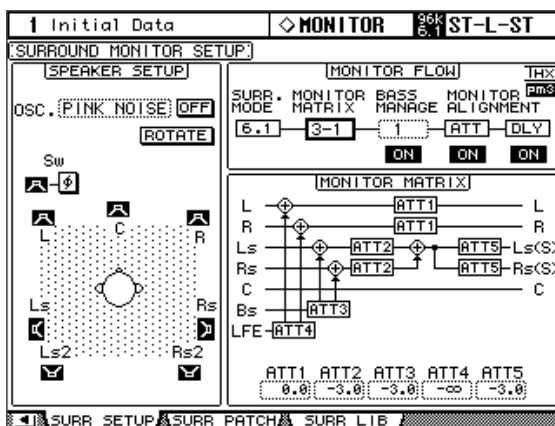 1 Initial Data ◇MONITOR 96k 6.1 ST-L-ST
SURROUND MONITOR SETUP
SPEAKER SETUP
OSC. PINK NOISE OFF
ROTATE
Sw
ϕ
L C R
Ls Rs
Ls2 Rs2
MONITOR FLOW THX
pm3
SURR. MODE MONITOR MATRIX BASS MANAGE MONITOR ALIGNMENT
6.1 3-1 1 ATT DLY
ON ON ON
MONITOR MATRIX
L ATT1 L
R ATT1 R
Ls ATT2 ATT5 Ls(S)
Rs ATT2 ATT5 Rs(S)
C C
Bs ATT3
LFE ATT4
ATT1 ATT2 ATT3 ATT4 ATT5
0.0 -3.0 -3.0 -∞ -3.0
SURR SETUP SURR PATCH SURR LIB